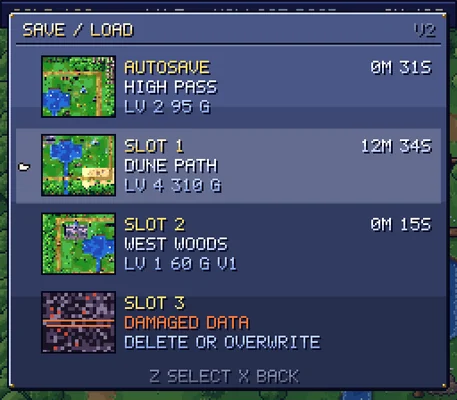 SAVE / LOAD V2
AUTOSAVE 0M 31S
HIGH PASS
LV 2 95 G
SLOT 1 12M 34S
DUNE PATH
LV 4 310 G
SLOT 2 0M 15S
WEST WOODS
LV 1 60 G V1
SLOT 3
DAMAGED DATA
DELETE OR OVERWRITE
Z SELECT X BACK